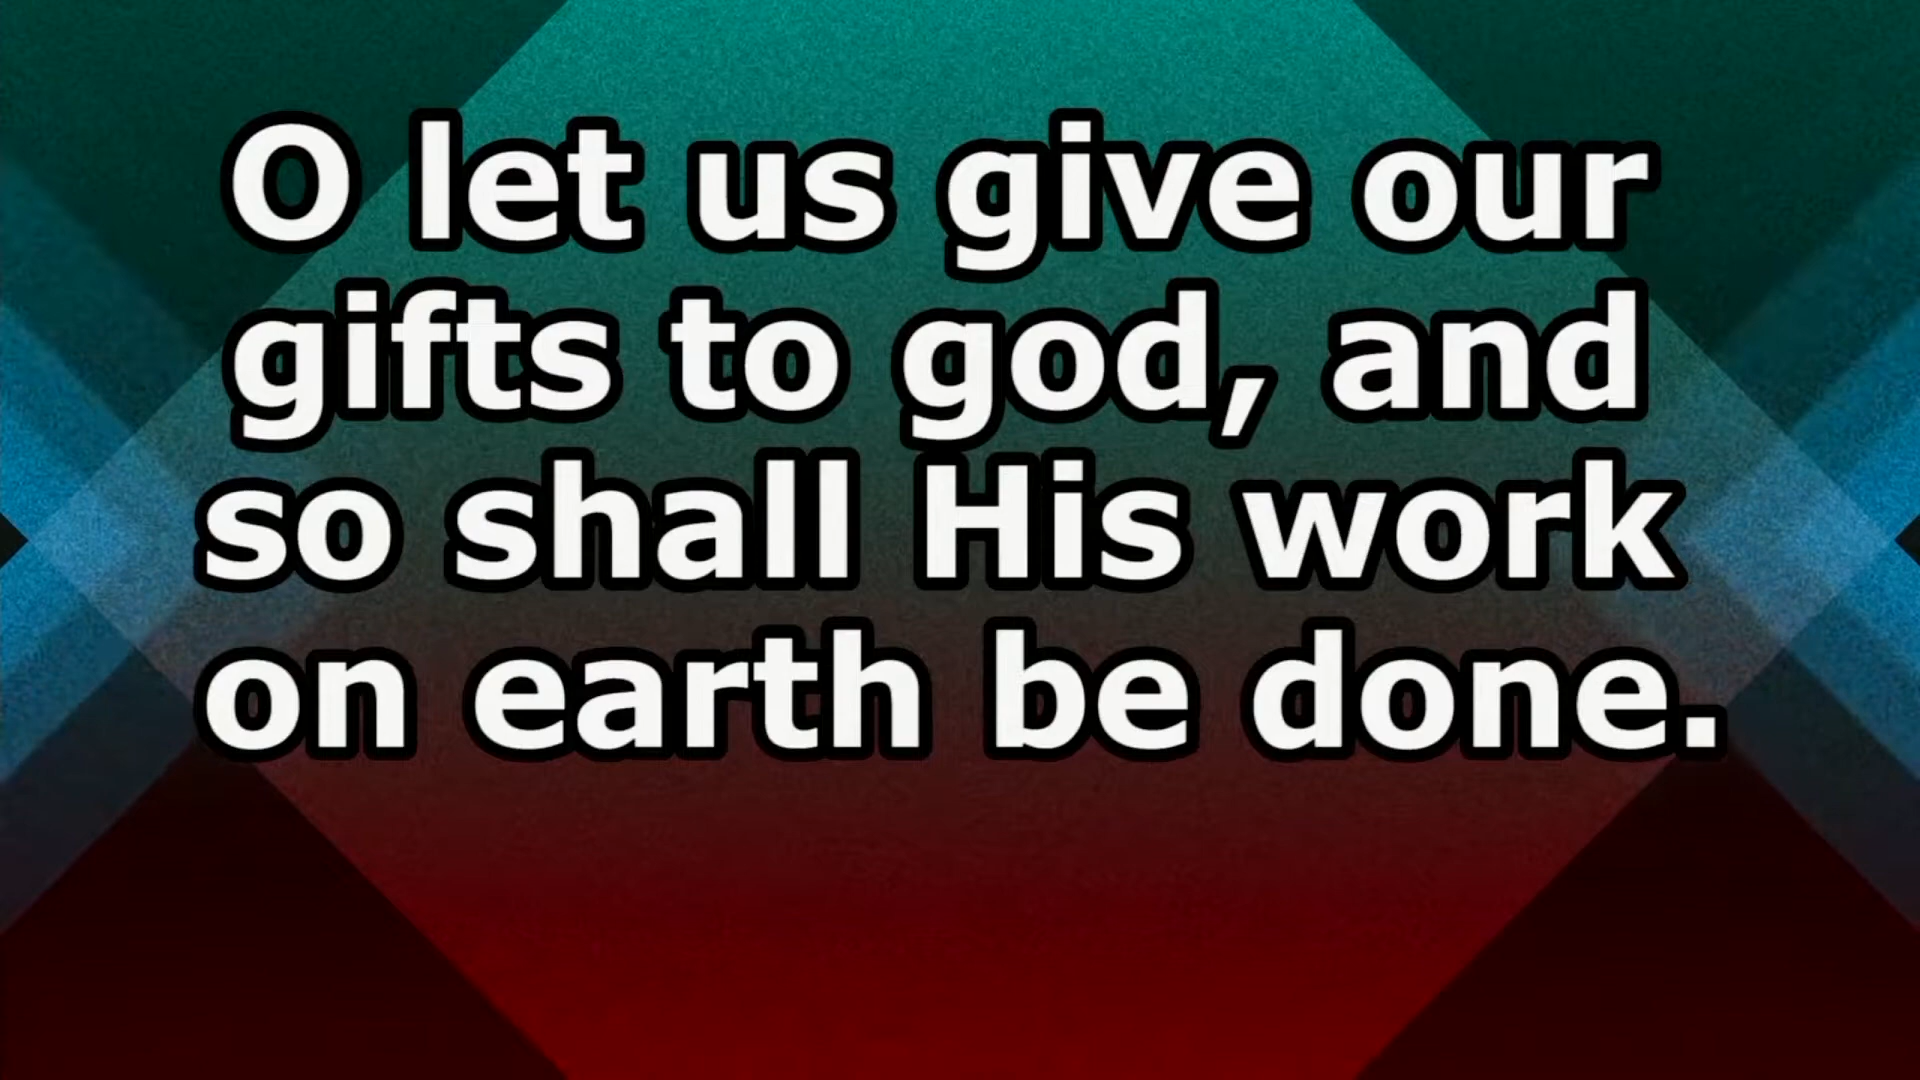 O let us give our
gifts to god, and
so shall His work
on earth be done.